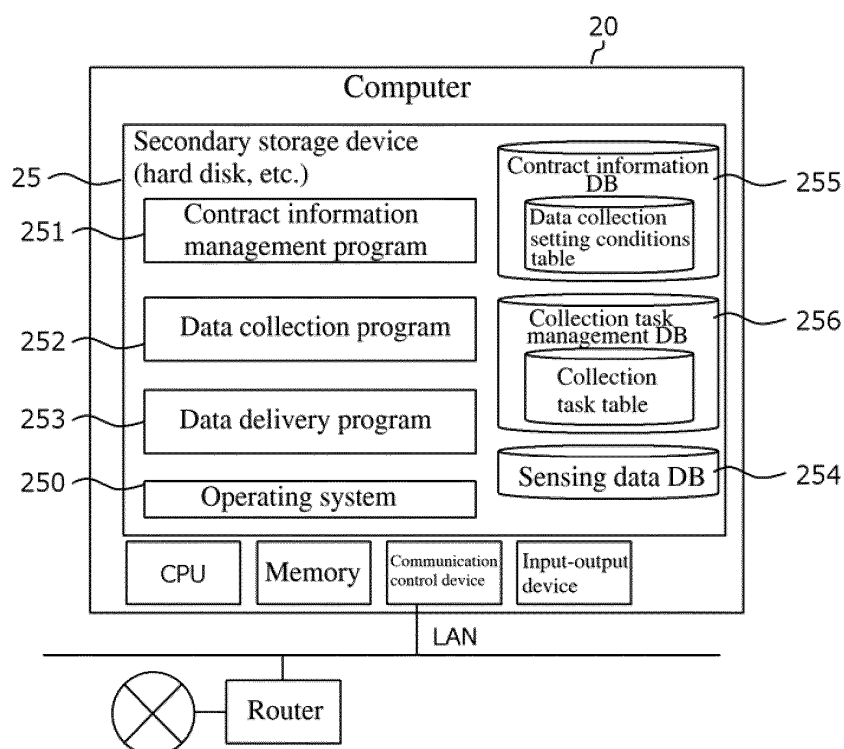 20
Computer
Secondary storage device
(hard disk, etc.)
25
Contract information
management program
251
Data collection program
252
Data delivery program
253
Operating system
250
Contract information
DB
255
Data collection
setting conditions
table
Collection task
management DB
256
Collection
task table
Sensing data DB
254
CPU
Memory
Communication
control device
Input-output
device
LAN
Router